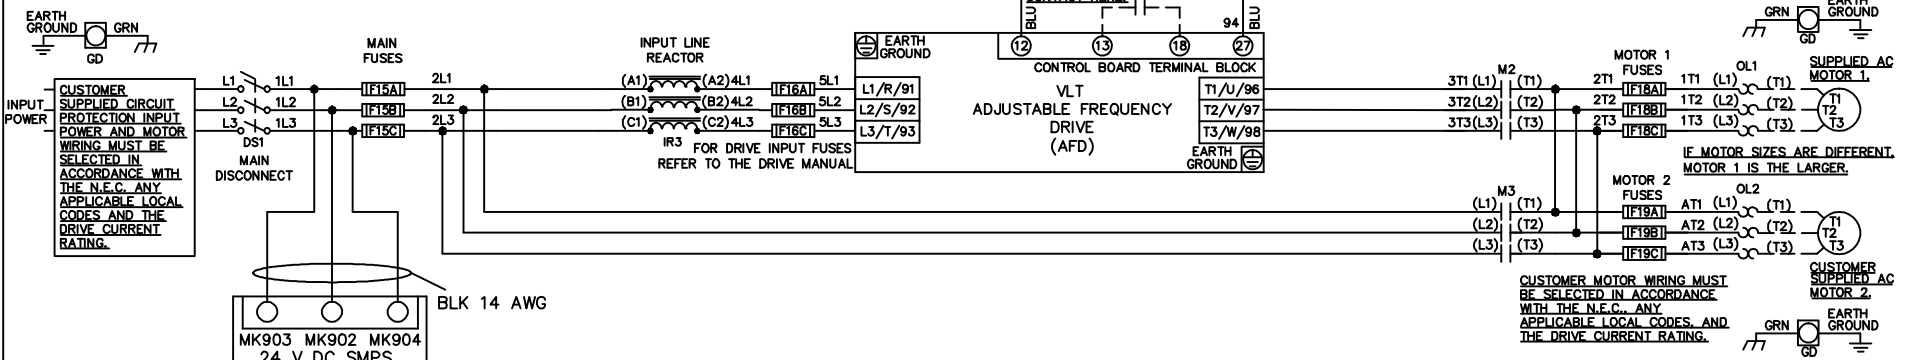 EARTH
GROUND
GRN
GD
CUSTOMER
SUPPLIED CIRCUIT
PROTECTION INPUT
POWER AND MOTOR
WIRING MUST BE
SELECTED IN
ACCORDANCE WITH
THE N.E.C. ANY
APPLICABLE LOCAL
CODES AND THE
DRIVE CURRENT
RATING.
INPUT
POWER
L1 1L1
L2 1L2
L3 1L3
DS1
MAIN
DISCONNECT
MAIN
FUSES
F15A 2L1
F15B 2L2
F15C 2L3
INPUT LINE
REACTOR
(A1) (A2) 4L1
(B1) (B2) 4L2
(C1) (C2) 4L3
IR3
F16A 5L1
F16B 5L2
F16C 5L3
FOR DRIVE INPUT FUSES
REFER TO THE DRIVE MANUAL
BLU
94
BLU
12 13 18 27
EARTH
GROUND
CONTROL BOARD TERMINAL BLOCK
L1/R/91
L2/S/92
L3/T/93
VLT
ADJUSTABLE FREQUENCY
DRIVE
(AFD)
T1/U/96
T2/V/97
T3/W/98
EARTH
GROUND
M2
3T1 (L1) (T1)
3T2 (L2) (T2)
3T3 (L3) (T3)
MOTOR 1
FUSES
2T1 F18A 1T1 (L1)
2T2 F18B 1T2 (L2)
2T3 F18C 1T3 (L3)
OL1
(T1)
(T2)
(T3)
T1
T2
T3
SUPPLIED AC
MOTOR 1.
GRN
GD
EARTH
GROUND
IF MOTOR SIZES ARE DIFFERENT,
MOTOR 1 IS THE LARGER.
M3
(L1) (T1)
(L2) (T2)
(L3) (T3)
MOTOR 2
FUSES
F19A AT1 (L1)
F19B AT2 (L2)
F19C AT3 (L3)
OL2
(T1)
(T2)
(T3)
T1
T2
T3
CUSTOMER
SUPPLIED AC
MOTOR 2.
CUSTOMER MOTOR WIRING MUST
BE SELECTED IN ACCORDANCE
WITH THE N.E.C., ANY
APPLICABLE LOCAL CODES, AND
THE DRIVE CURRENT RATING.
GRN
GD
EARTH
GROUND
BLK 14 AWG
MK903 MK902 MK904
24 V DC SMPS